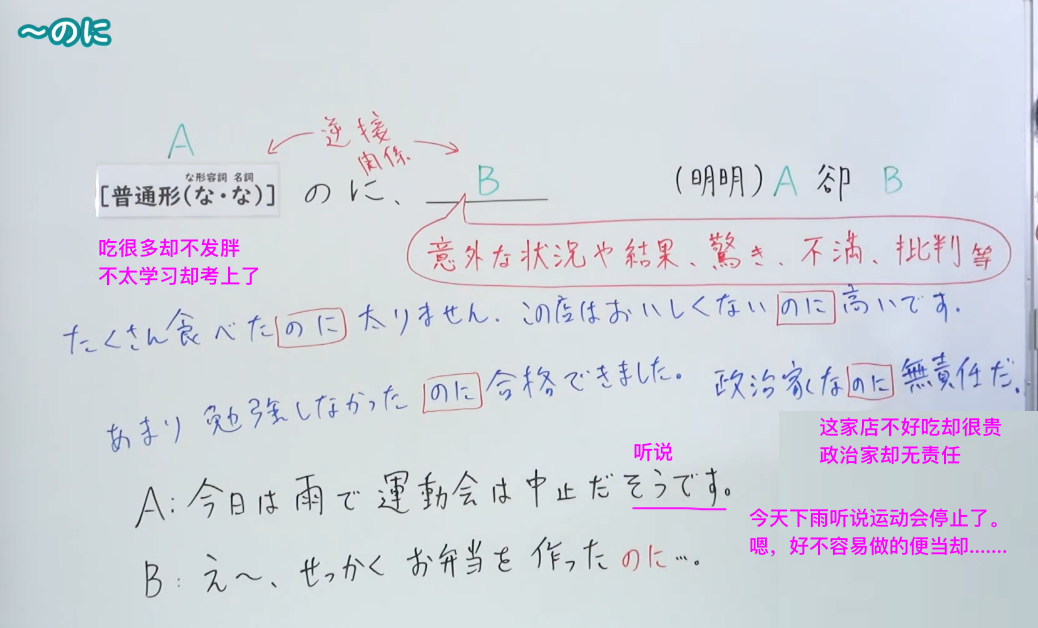 ～のに
A
逆接
関係
な形容詞 名詞
[普通形(な・な)] のに、 B
(明明) A 卻 B
意外な状況や結果、驚き、不満、批判 等
吃很多却不发胖
不太学习却考上了
たくさん食べたのに太りません. この店はおいしくないのに高いです.
あまり勉強しなかったのに合格できました。 政治家なのに無責任だ.
这家店不好吃却很贵
政治家却无责任
听说
A:今日は雨で運動会は中止だそうです。
今天下雨听说运动会停止了。
嗯，好不容易做的便当却.......
B:え～、せっかくお弁当を作ったのに….